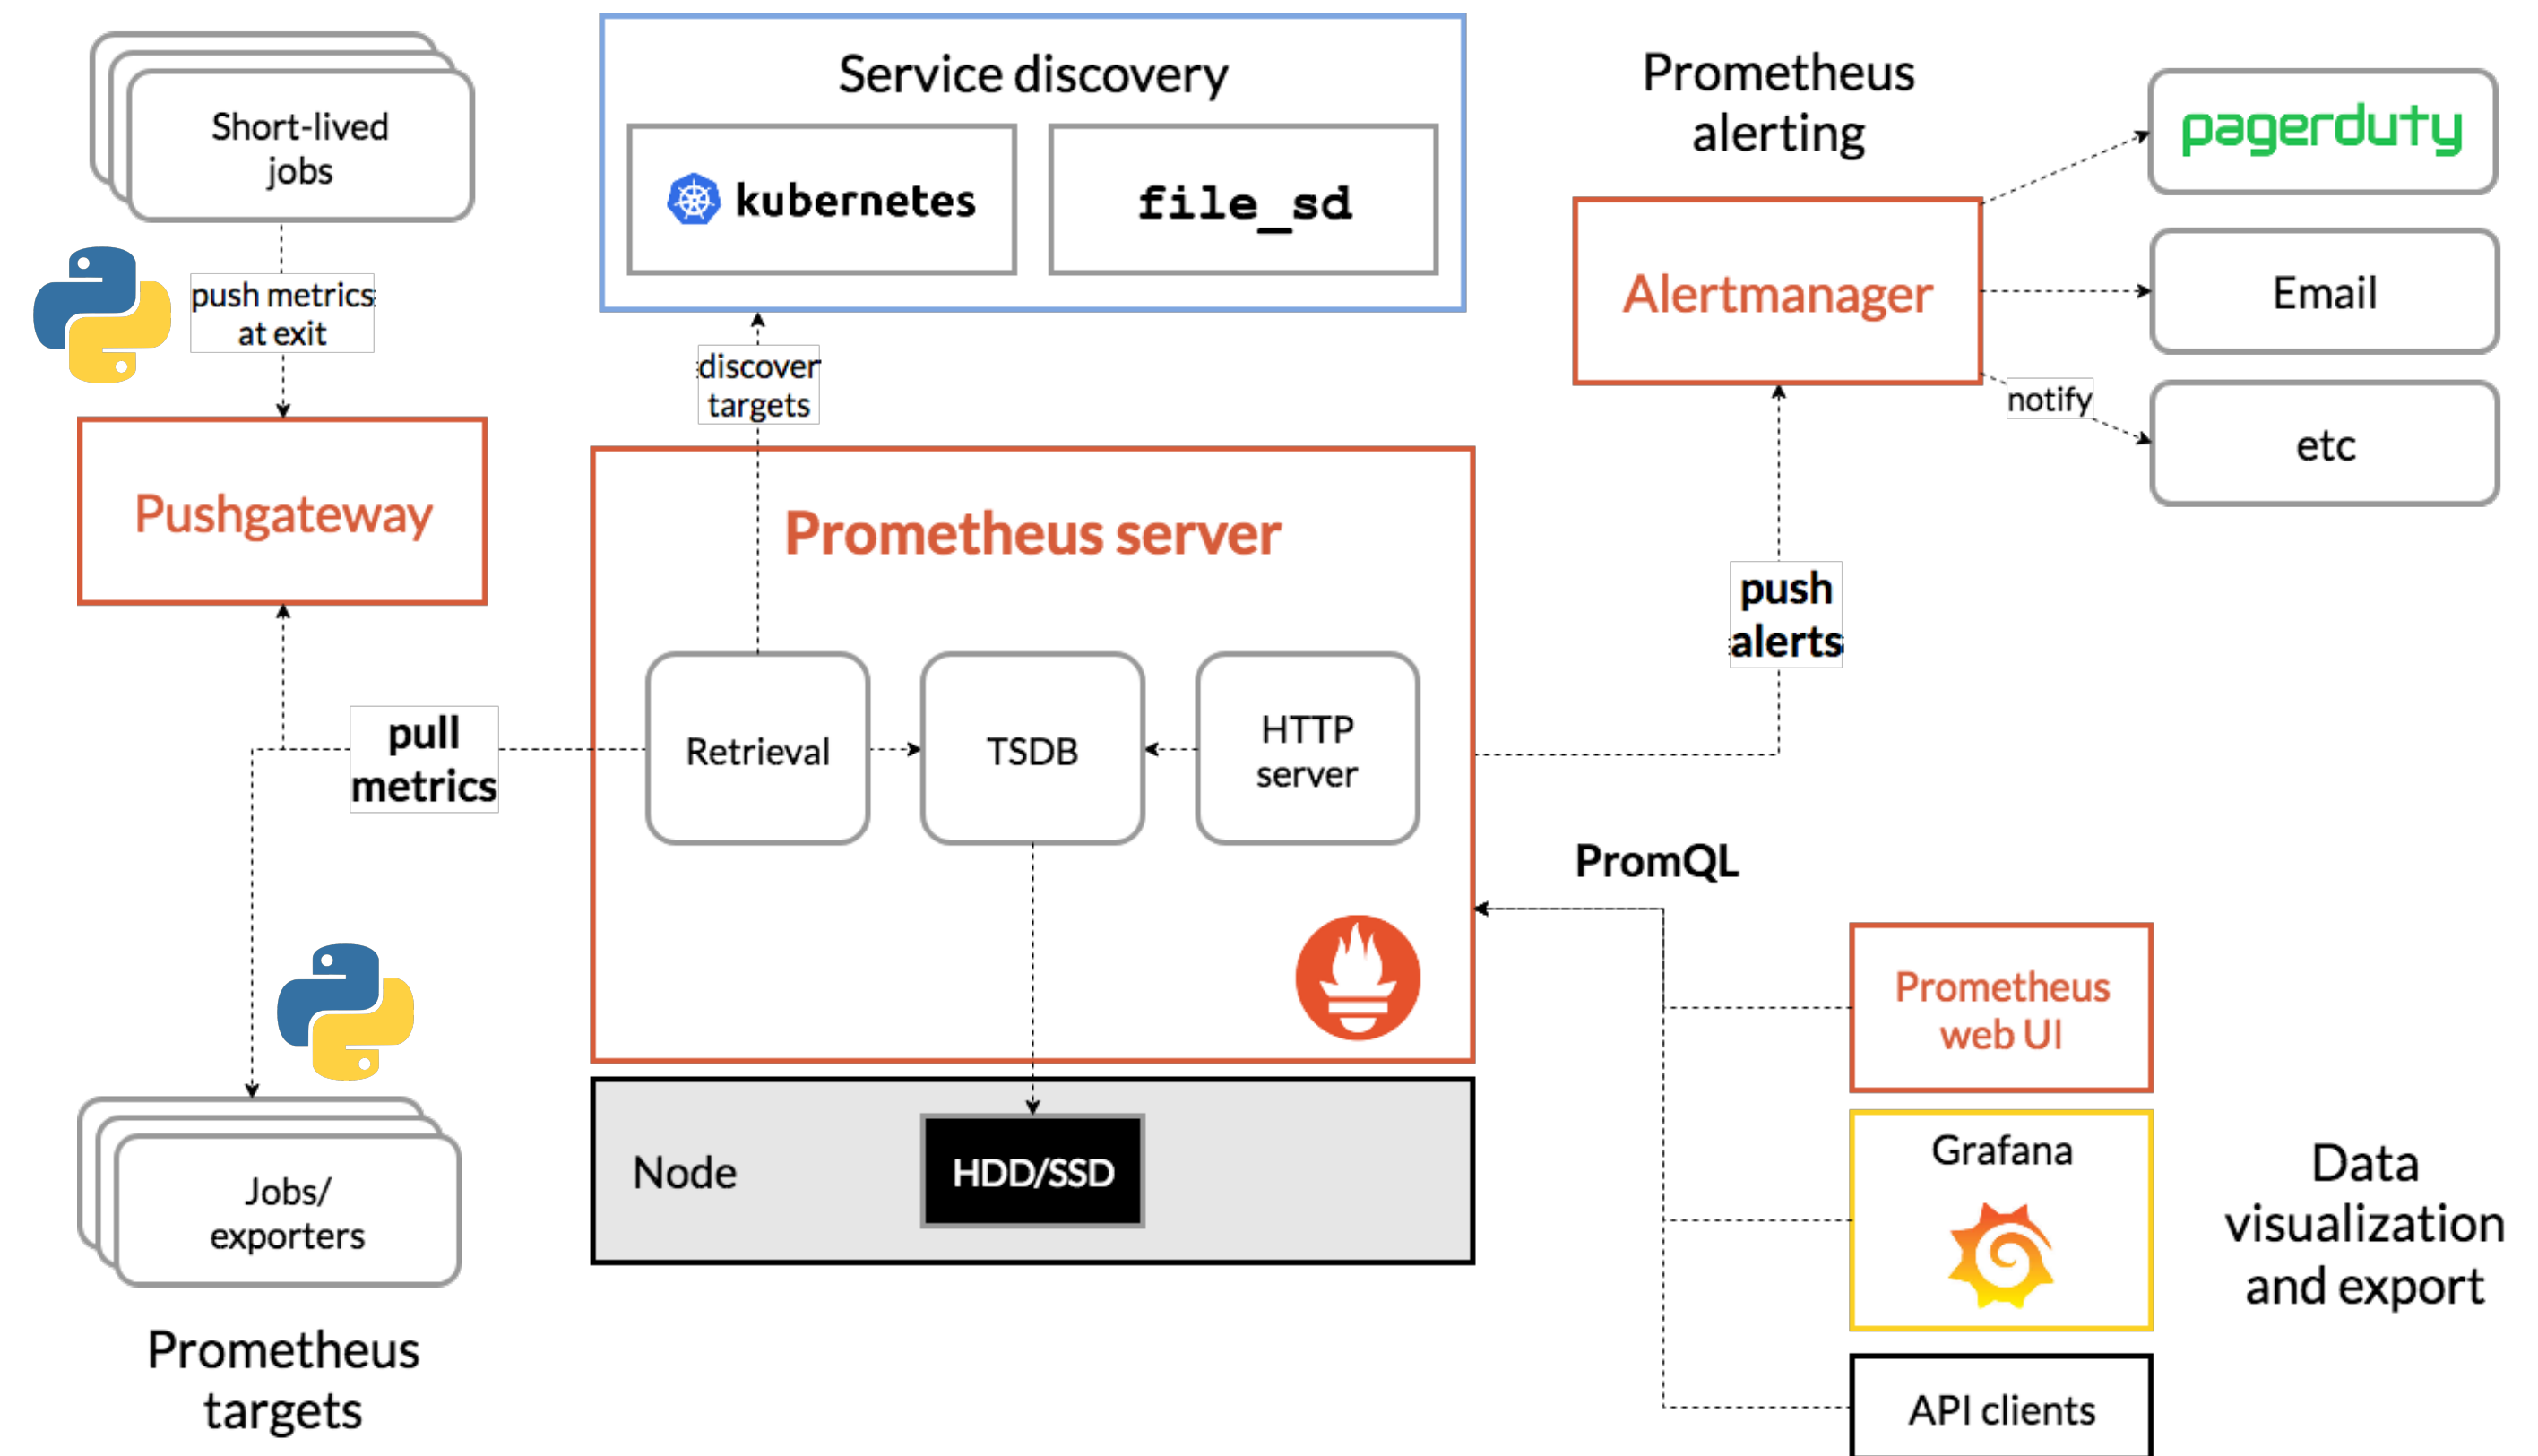 Short-lived
jobs
push metrics
at exit
Pushgateway
pull
metrics
Jobs/
exporters
Prometheus
targets
Service discovery
kubernetes
file_sd
discover
targets
Prometheus server
Retrieval
TSDB
HTTP
server
Node
HDD/SSD
Prometheus
alerting
Alertmanager
pagerduty
Email
notify
etc
push
alerts
PromQL
Prometheus
web UI
Grafana
API clients
Data
visualization
and export